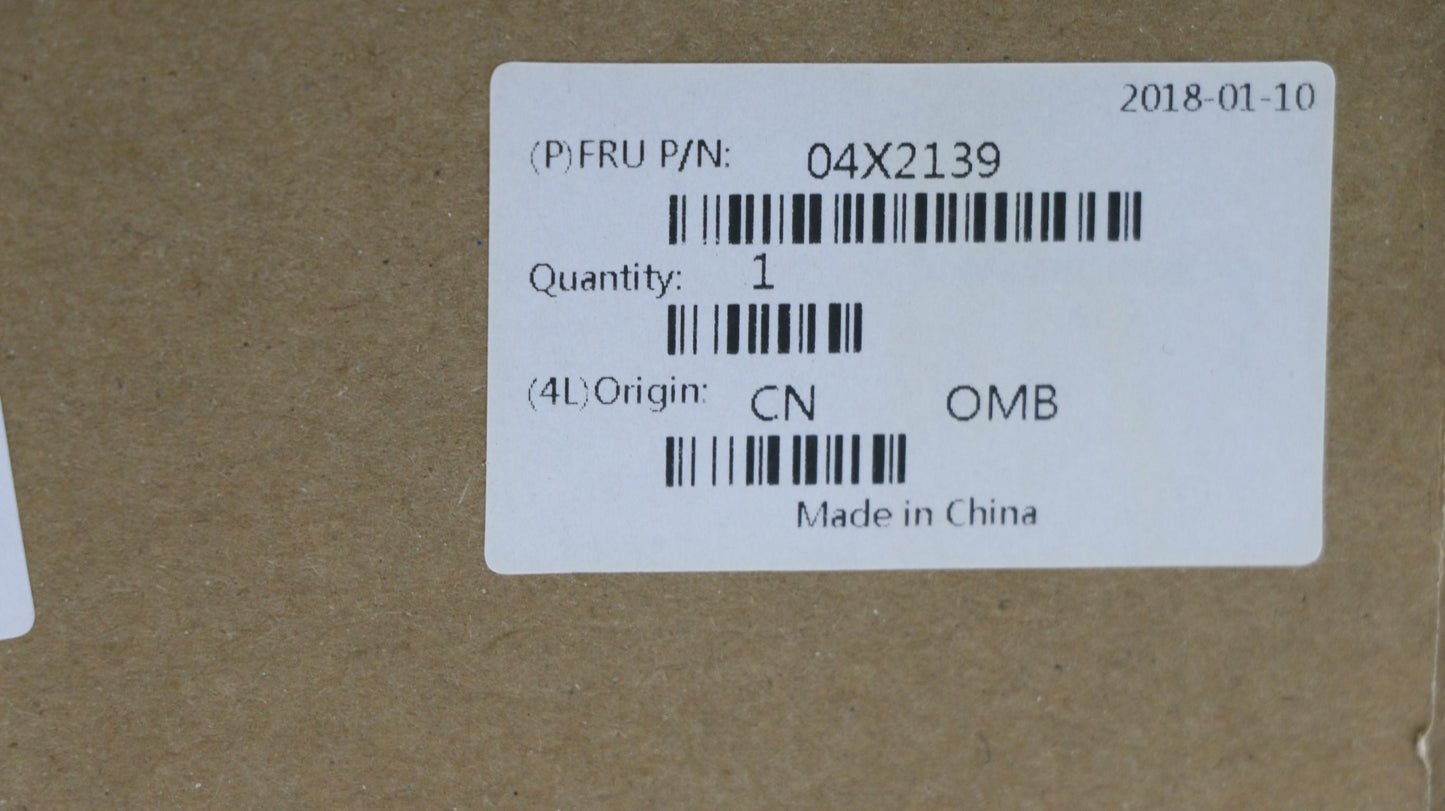 2018-01-10
(P)FRU P/N: 04X2139
Quantity: 1
(4L)Origin: CN OMB
Made in China